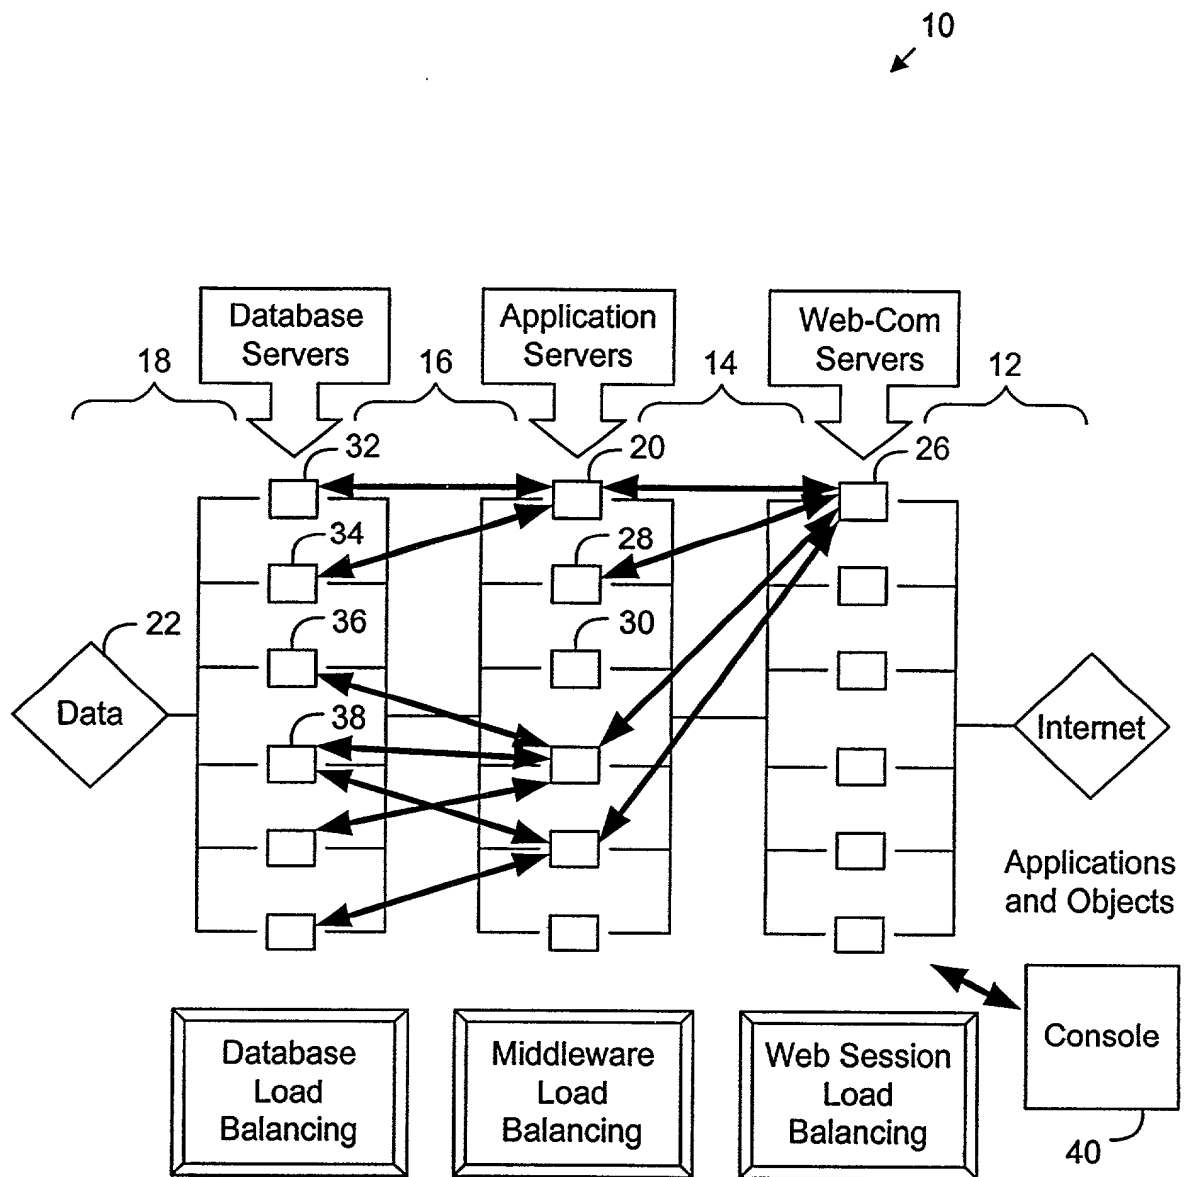 10
Database
Servers
Application
Servers
Web-Com
Servers
18
16
14
12
32
20
26
34
28
36
30
22
38
Data
Internet
Applications
and Objects
Console
40
Database
Load
Balancing
Middleware
Load
Balancing
Web Session
Load
Balancing